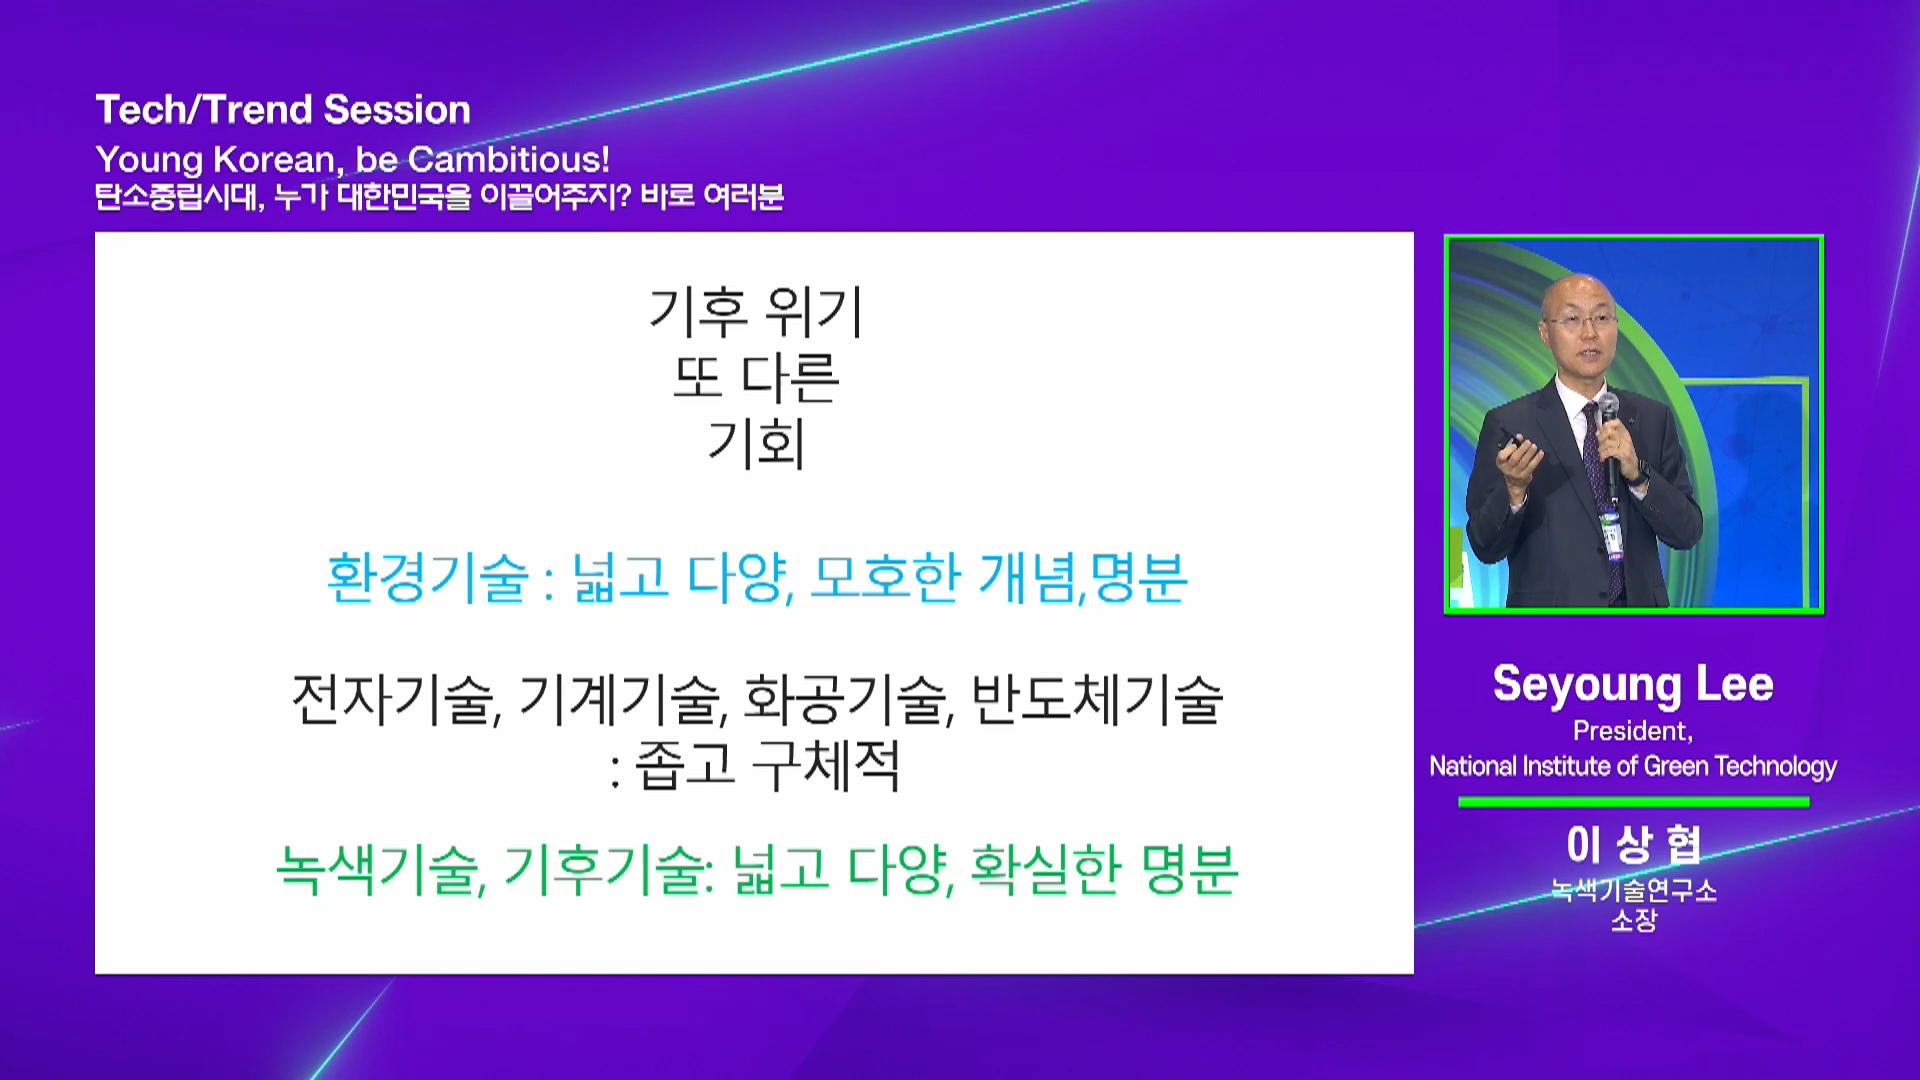 Tech/Trend Session
Young Korean, be Cambitious!
탄소중립시대, 누가 대한민국을 이끌어주지? 바로 여러분
기후 위기
또 다른
기회
환경기술 : 넓고 다양, 모호한 개념,명분
전자기술, 기계기술, 화공기술, 반도체기술
: 좁고 구체적
녹색기술, 기후기술: 넓고 다양, 확실한 명분
Seyoung Lee
President,
National Institute of Green Technology
이 상 협
녹색기술연구소
소장